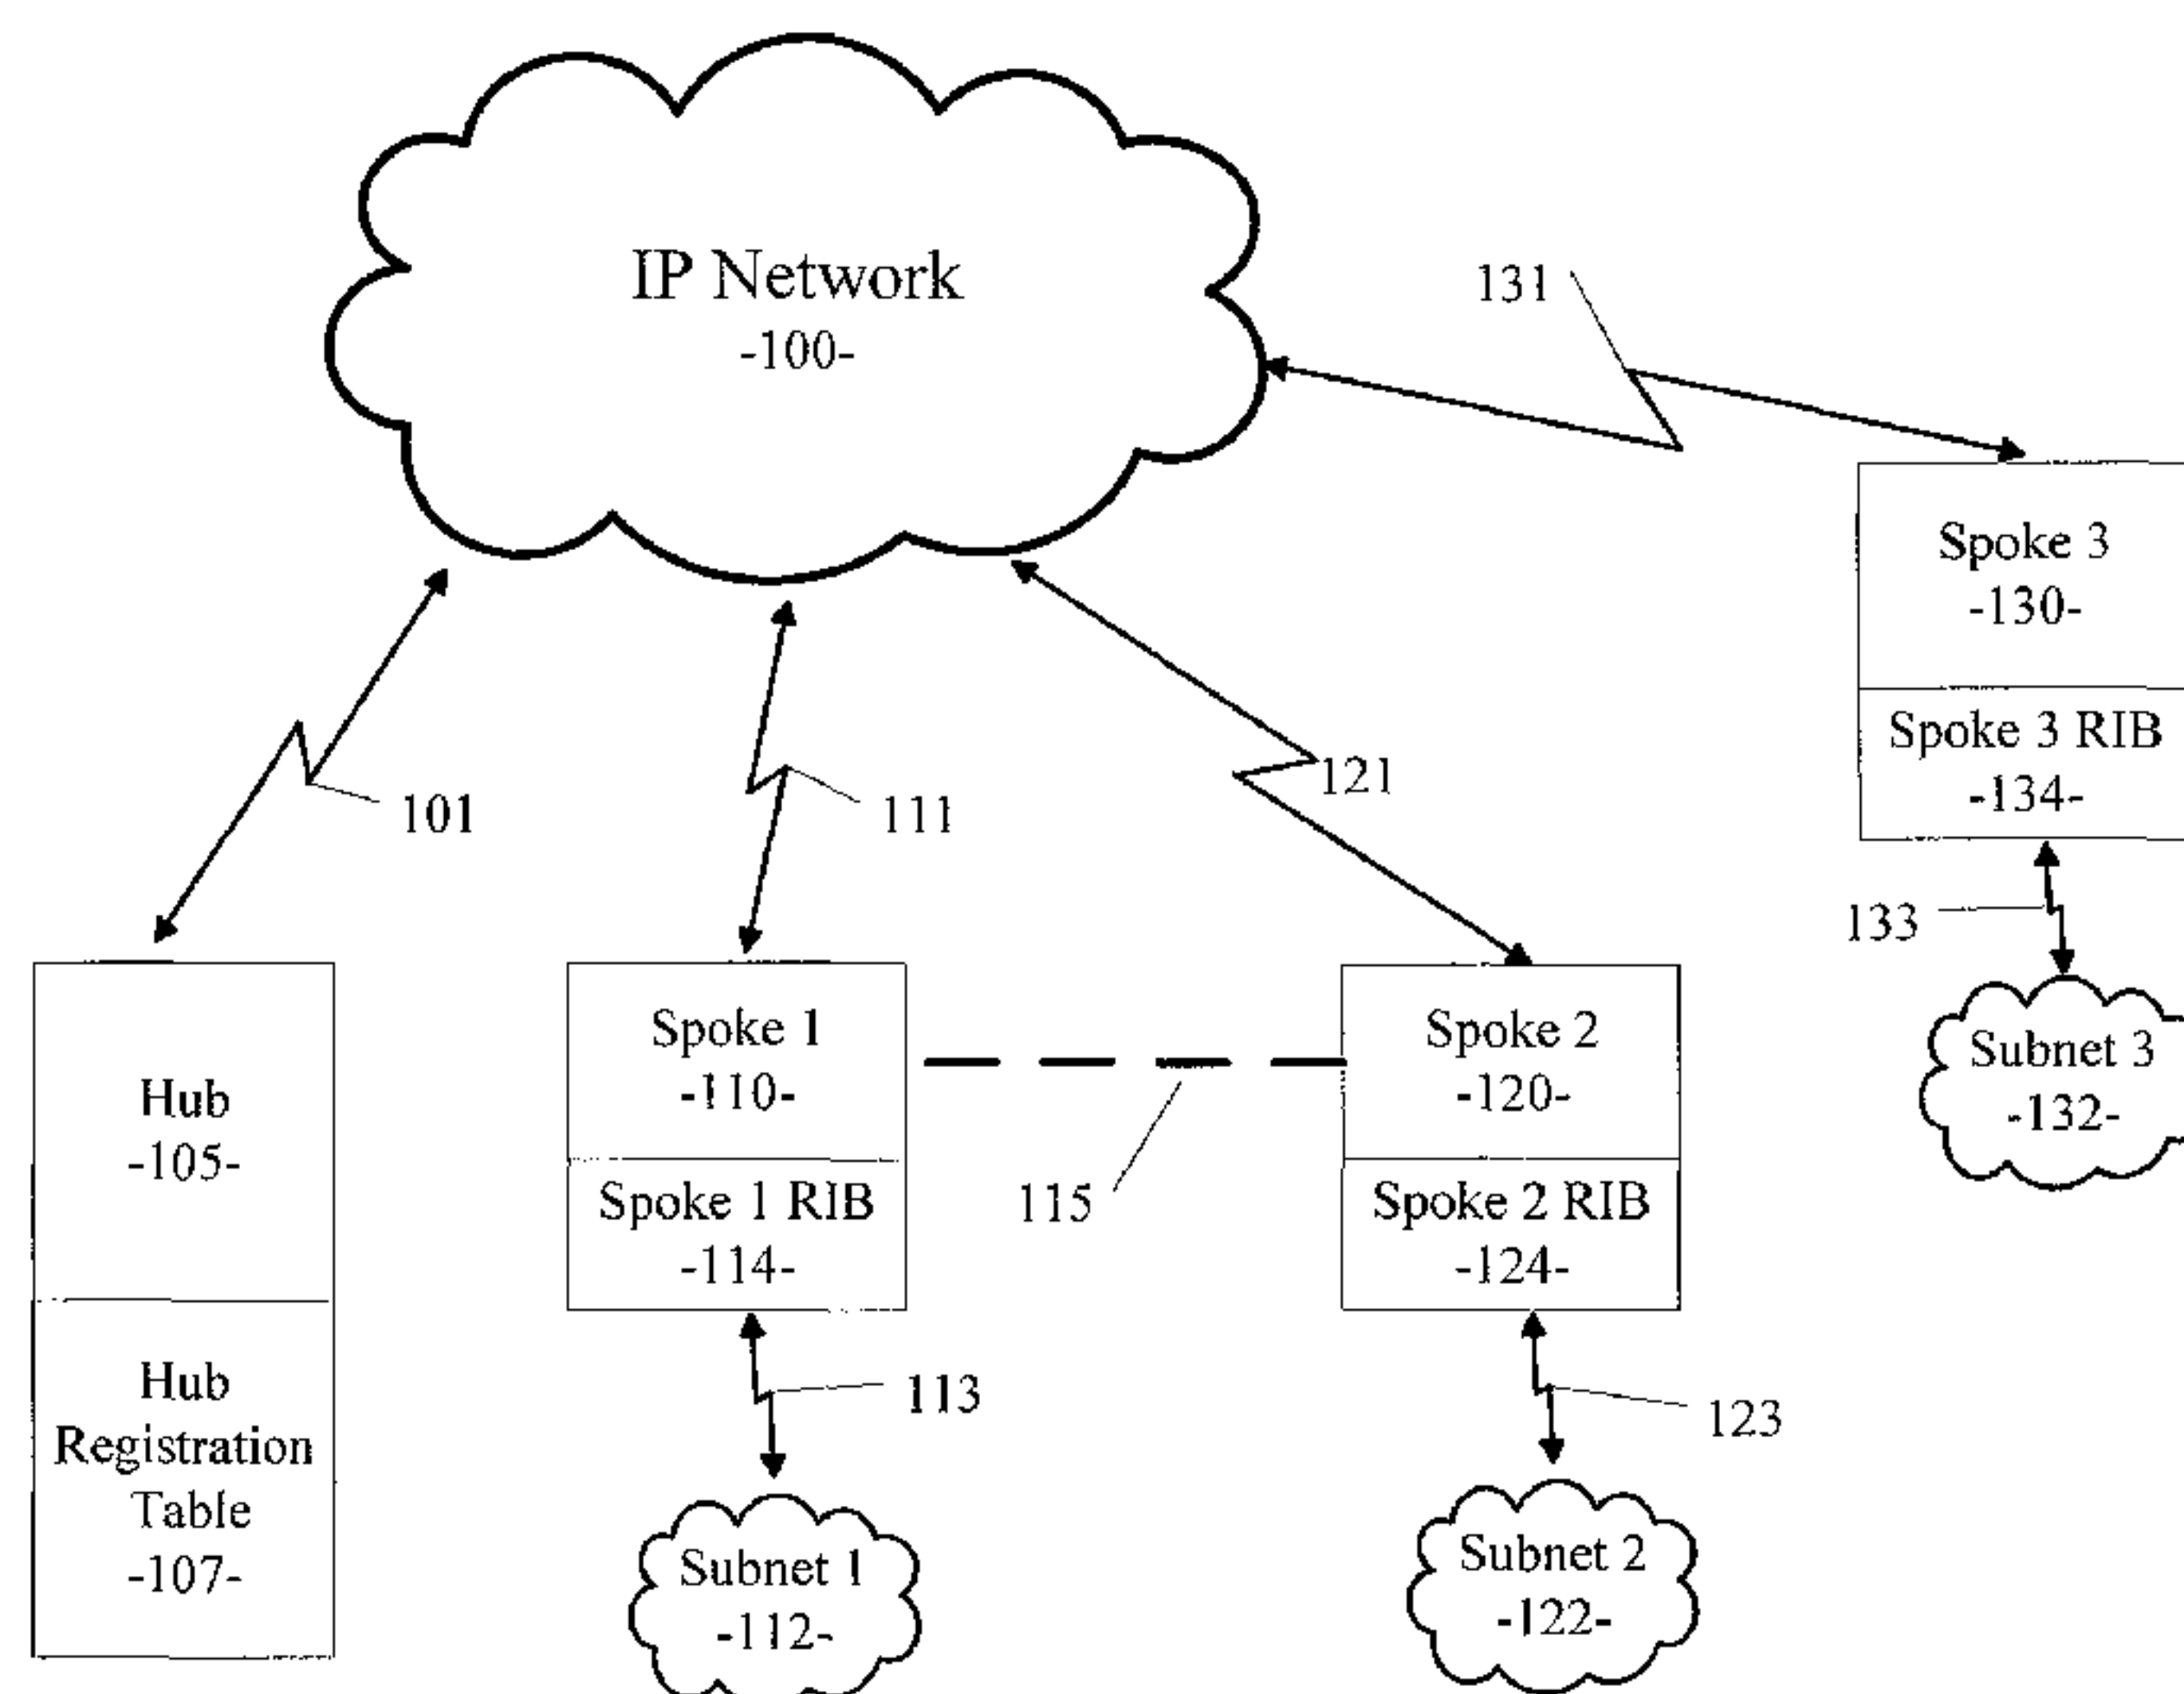 IP Network
-100-
131
Spoke 3
-130-
Spoke 3 RIB
-134-
133
Subnet 3
-132-
101
111
121
Hub
-105-
Hub
Registration
Table
-107-
Spoke 1
-110-
Spoke 1 RIB
-114-
115
Spoke 2
-120-
Spoke 2 RIB
-124-
113
123
Subnet 1
-112-
Subnet 2
-122-